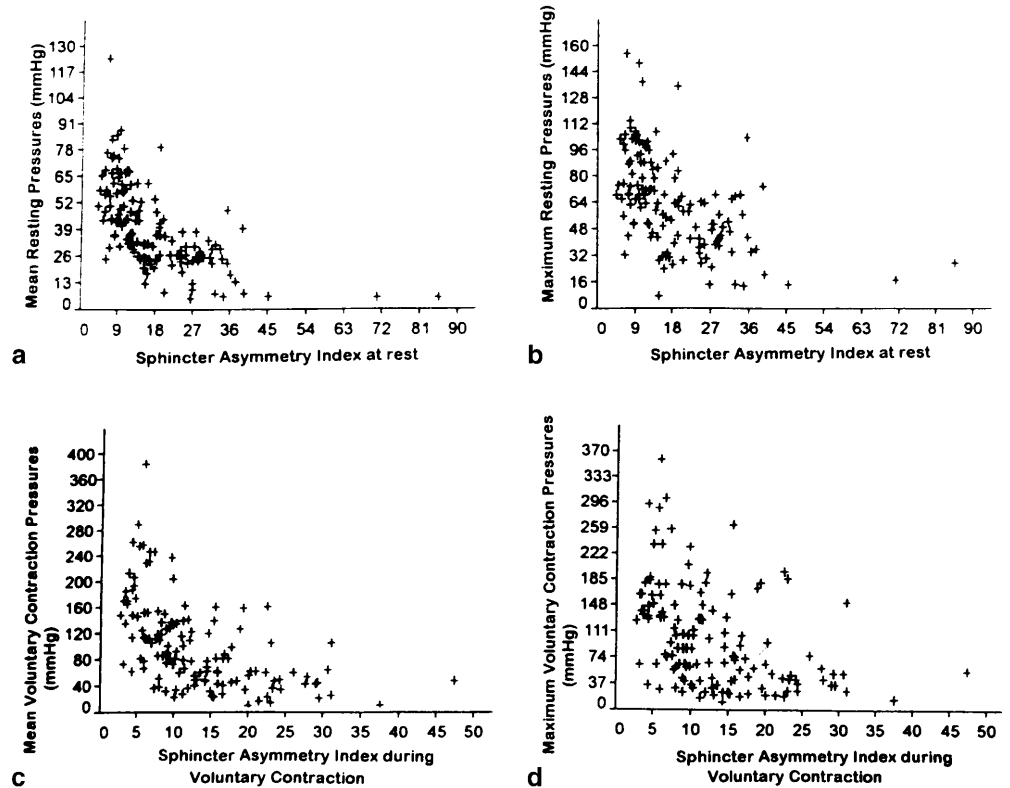 Mean Resting Pressures (mmHg)
130
117
104
91
78
65
52
39
26
13
0
0 9 18 27 36 45 54 63 72 81 90
Sphincter Asymmetry Index at rest
a
Maximum Resting Pressures (mmHg)
160
144
128
112
96
80
64
48
32
16
0
0 9 18 27 36 45 54 63 72 81 90
Sphincter Asymmetry Index at rest
b
Mean Voluntary Contraction Pressures
(mmHg)
400
360
320
280
240
200
160
120
80
40
0
0 5 10 15 20 25 30 35 40 45 50
Sphincter Asymmetry Index during
Voluntary Contraction
c
Maximum Voluntary Contraction Pressures
(mmHg)
370
333
296
259
222
185
148
111
74
37
0
0 5 10 15 20 25 30 35 40 45 50
Sphincter Asymmetry Index during
Voluntary Contraction
d